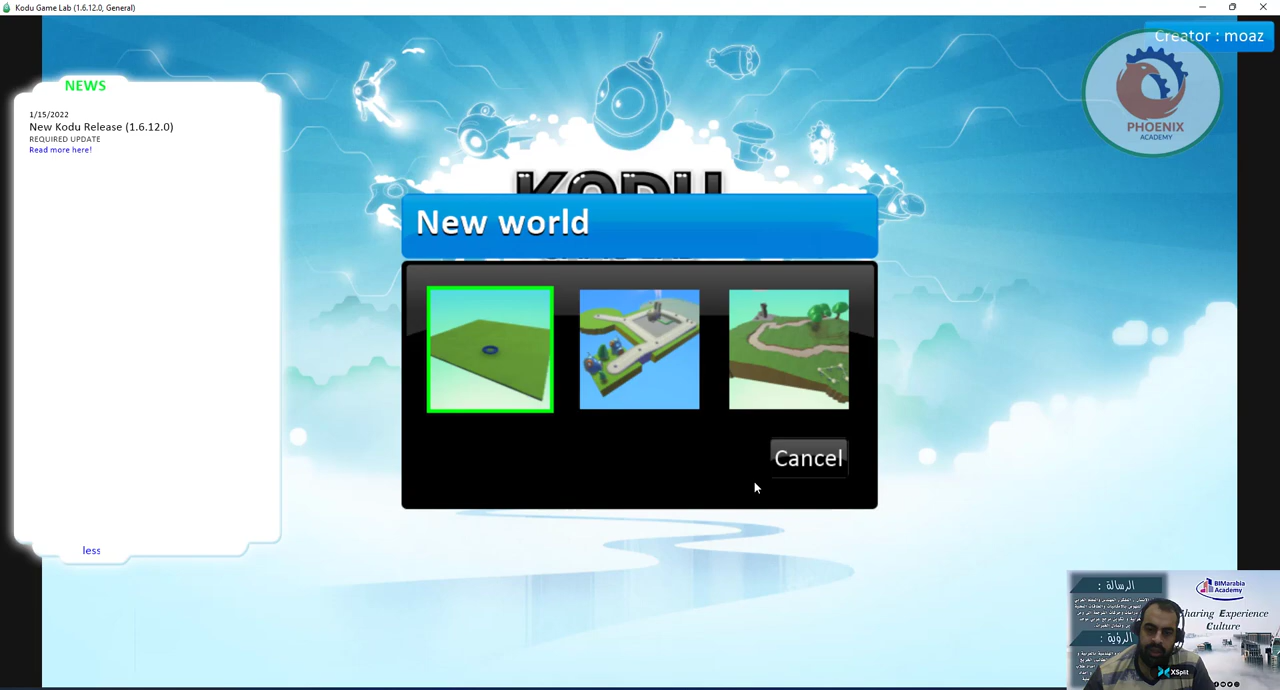 Kodu Game Lab (1.6.12.0, General)
Creator : moaz
PHOENIX
ACADEMY
NEWS
1/15/2022
New Kodu Release (1.6.12.0)
REQUIRED UPDATE
Read more here!
KODU
New world
Cancel
less
الرسالة :
الرؤية :
BIMarabia
Academy
Sharing Experience
Culture
XSplit